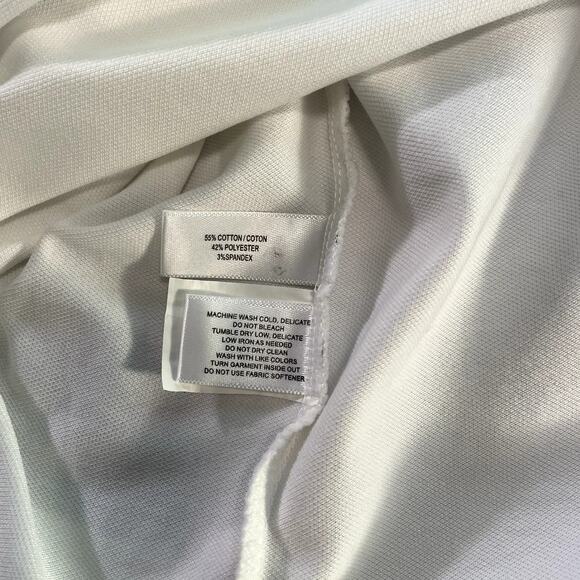 55% COTTON / COTON
42% POLYESTER
3%SPANDEX
MACHINE WASH COLD, DELICATE
DO NOT BLEACH
TUMBLE DRY LOW, DELICATE
LOW IRON AS NEEDED
DO NOT DRY CLEAN
WASH WITH LIKE COLORS
TURN GARMENT INSIDE OUT
DO NOT USE FABRIC SOFTENER